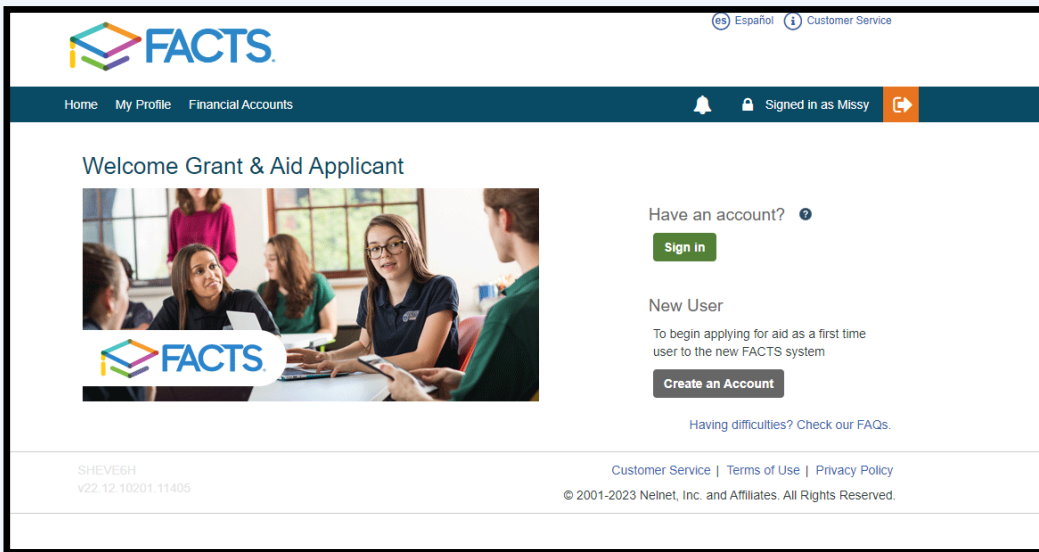 es Español i Customer Service
FACTS.
Home My Profile Financial Accounts
Signed in as Missy
Welcome Grant & Aid Applicant
FACTS.
Have an account? ?
Sign in
New User
To begin applying for aid as a first time
user to the new FACTS system
Create an Account
Having difficulties? Check our FAQs.
SHEVE6H
v22.12.10201.11405
Customer Service | Terms of Use | Privacy Policy
© 2001-2023 Nelnet, Inc. and Affiliates. All Rights Reserved.